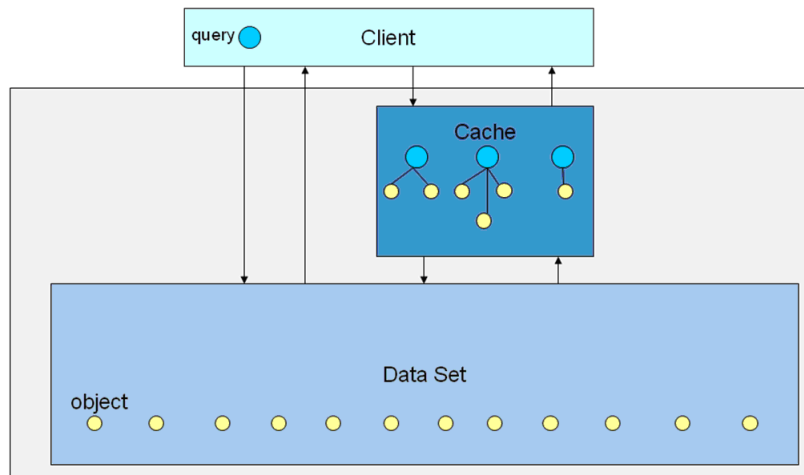 query
Client
Cache
Data Set
object